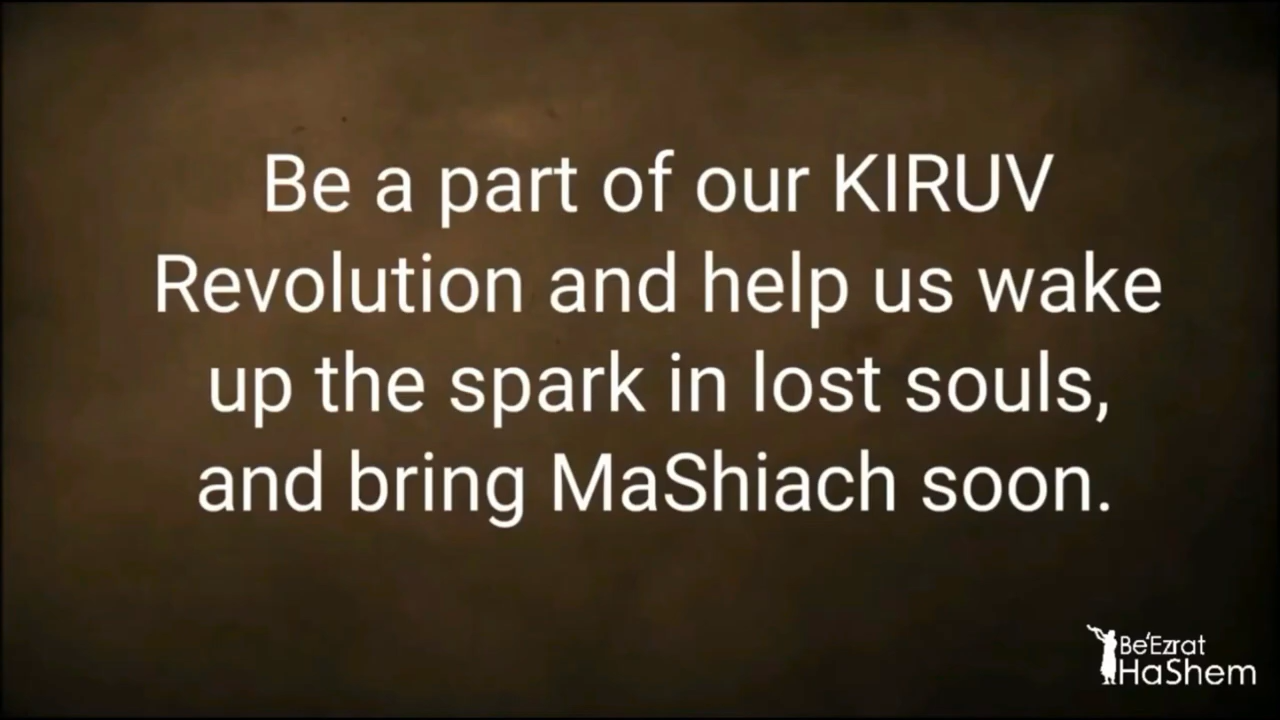 Be a part of our KIRUV
Revolution and help us wake
up the spark in lost souls,
and bring MaShiach soon.
Be'Ezrat
HaShem